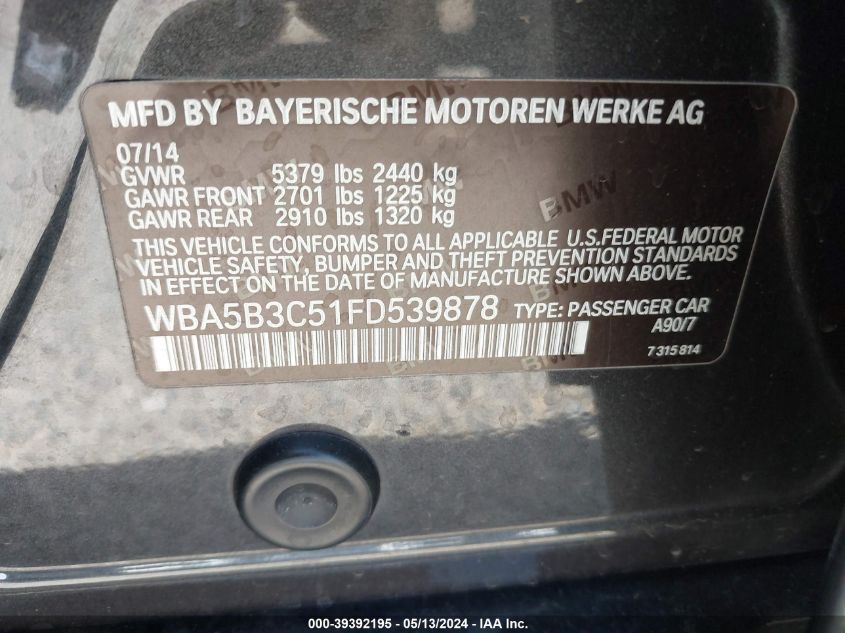 MFD BY BAYERISCHE MOTOREN WERKE AG
07/14
GVWR 5379 lbs 2440 kg
GAWR FRONT 2701 lbs 1225 kg
GAWR REAR 2910 lbs 1320 kg
THIS VEHICLE CONFORMS TO ALL APPLICABLE U.S.FEDERAL MOTOR
VEHICLE SAFETY, BUMPER AND THEFT PREVENTION STANDARDS
IN EFFECT ON THE DATE OF MANUFACTURE SHOWN ABOVE.
WBA5B3C51FD539878 TYPE: PASSENGER CAR
A90/7
7 315 814
000-39392195 - 05/13/2024 - IAA Inc.